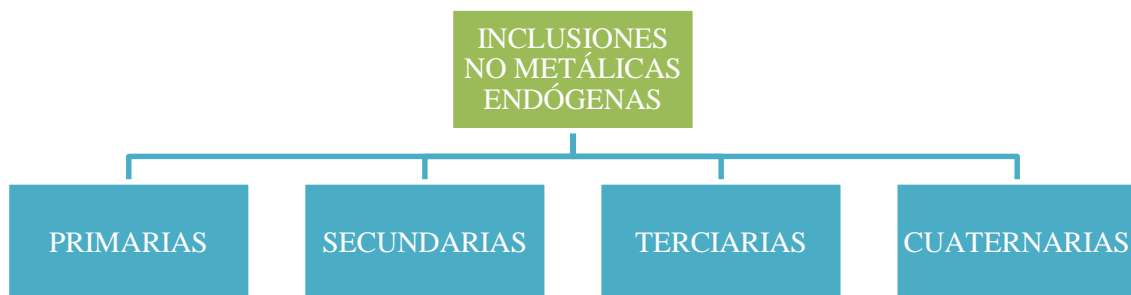 INCLUSIONES
NO METÁLICAS
ENDÓGENAS
PRIMARIAS
SECUNDARIAS
TERCIARIAS
CUATERNARIAS